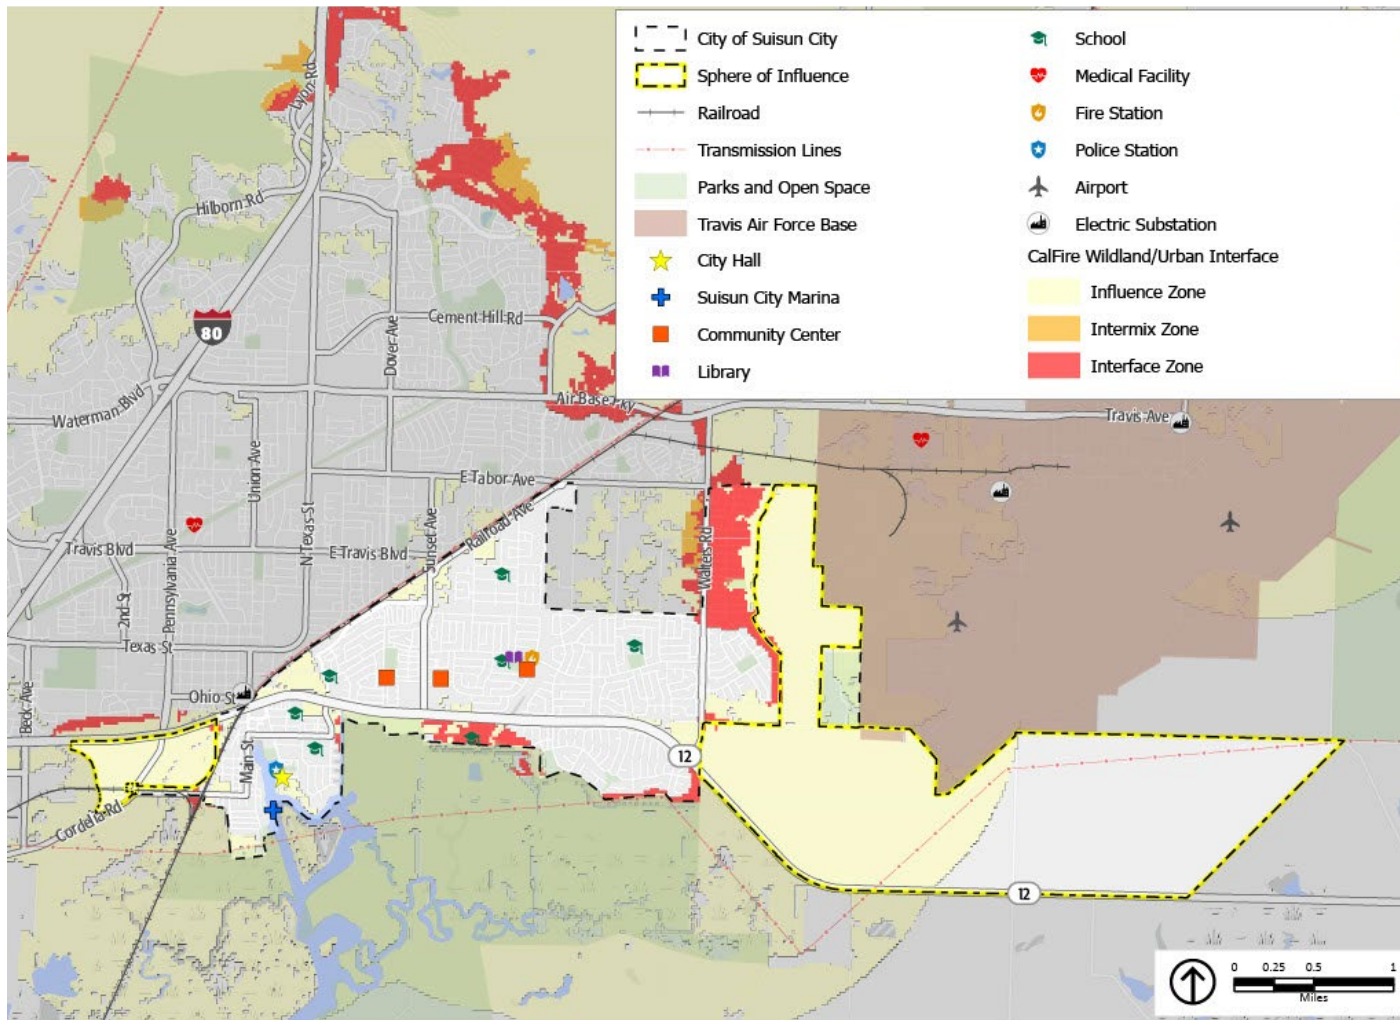 City of Suisun City
Sphere of Influence
Railroad
Transmission Lines
Parks and Open Space
Travis Air Force Base
City Hall
Suisun City Marina
Community Center
Library
School
Medical Facility
Fire Station
Police Station
Airport
Electric Substation
CalFire Wildland/Urban Interface
Influence Zone
Intermix Zone
Interface Zone
Lyon Rd
Hilborn Rd
80
Dover Ave
Cement Hill Rd
Waterman Blvd
Air Base Pky
Travis Ave
Union Ave
E Tabor Ave
Pennsylvania Ave
N Texas St
Sunset Ave
Railroad Ave
Walters Rd
Travis Blvd
E Travis Blvd
2nd St
Texas St
Ohio St
Beck Ave
Main St
12
Cordelia Rd
12
0 0.25 0.5 1
Miles